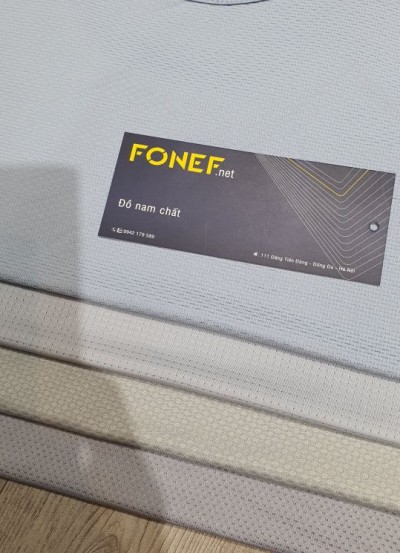 FONEF.net
Đồ nam chất
0942 179 589
111 Đặng Tiến Đông - Đống Đa - Hà Nội